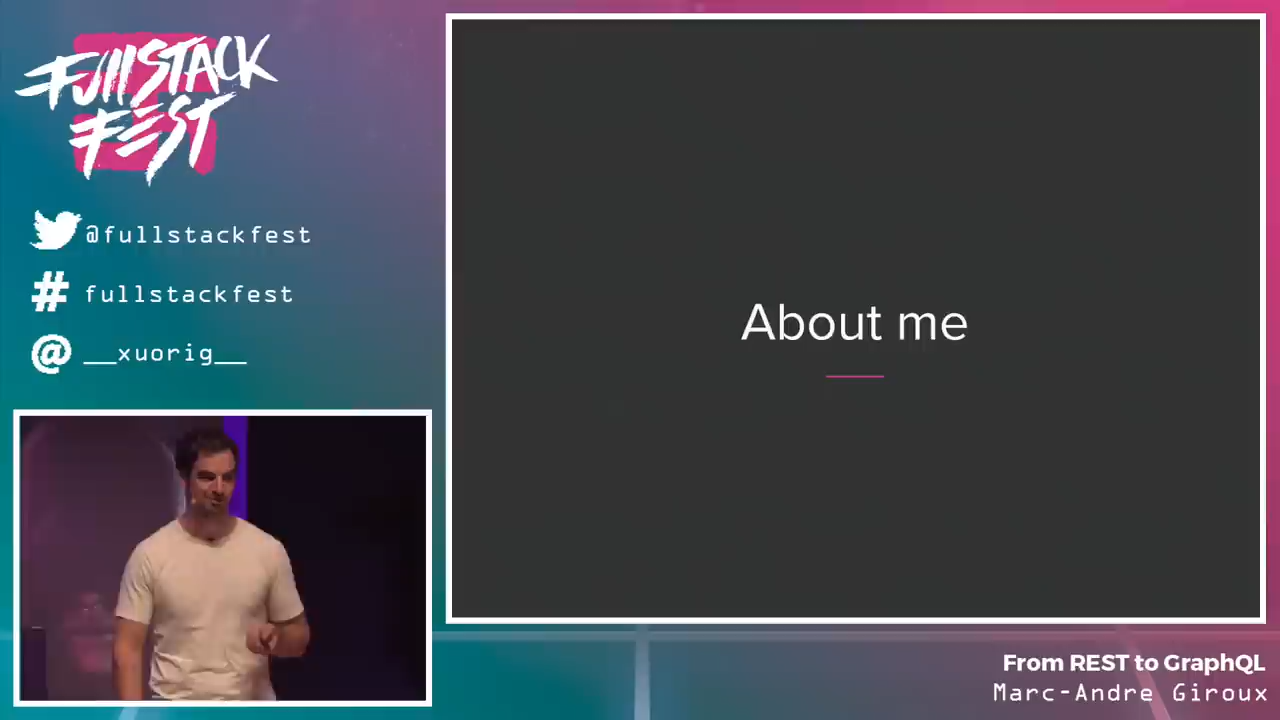 FullSTACK
FEST
@fullstackfest
# fullstackfest
@ __xuorig__
About me
From REST to GraphQL
Marc-Andre Giroux